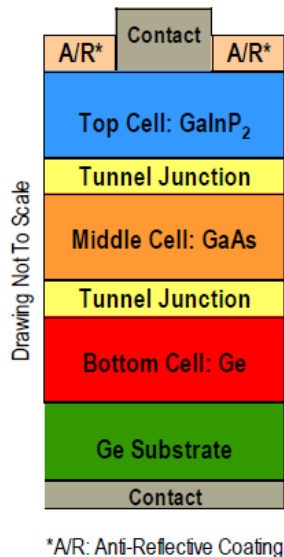 Contact
A/R* A/R*
Top Cell: GaInP₂
Tunnel Junction
Middle Cell: GaAs
Tunnel Junction
Bottom Cell: Ge
Ge Substrate
Contact
Drawing Not To Scale
*A/R: Anti-Reflective Coating